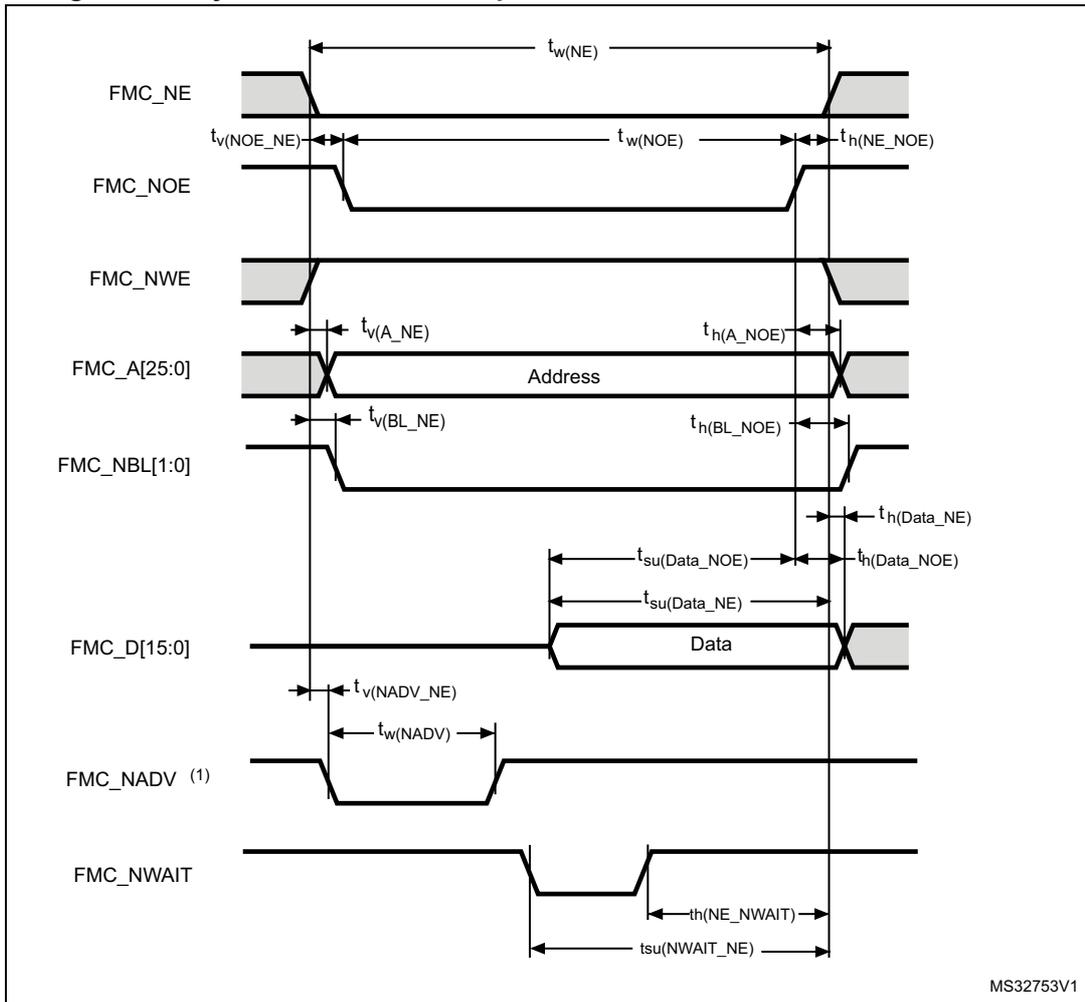 tw(NE)
FMC_NE
tv(NOE_NE)
tw(NOE)
th(NE_NOE)
FMC_NOE
FMC_NWE
tv(A_NE)
th(A_NOE)
FMC_A[25:0]
Address
tv(BL_NE)
th(BL_NOE)
FMC_NBL[1:0]
th(Data_NE)
tsu(Data_NOE)
th(Data_NOE)
tsu(Data_NE)
FMC_D[15:0]
Data
tv(NADV_NE)
tw(NADV)
FMC_NADV (1)
FMC_NWAIT
th(NE_NWAIT)
tsu(NWAIT_NE)
MS32753V1